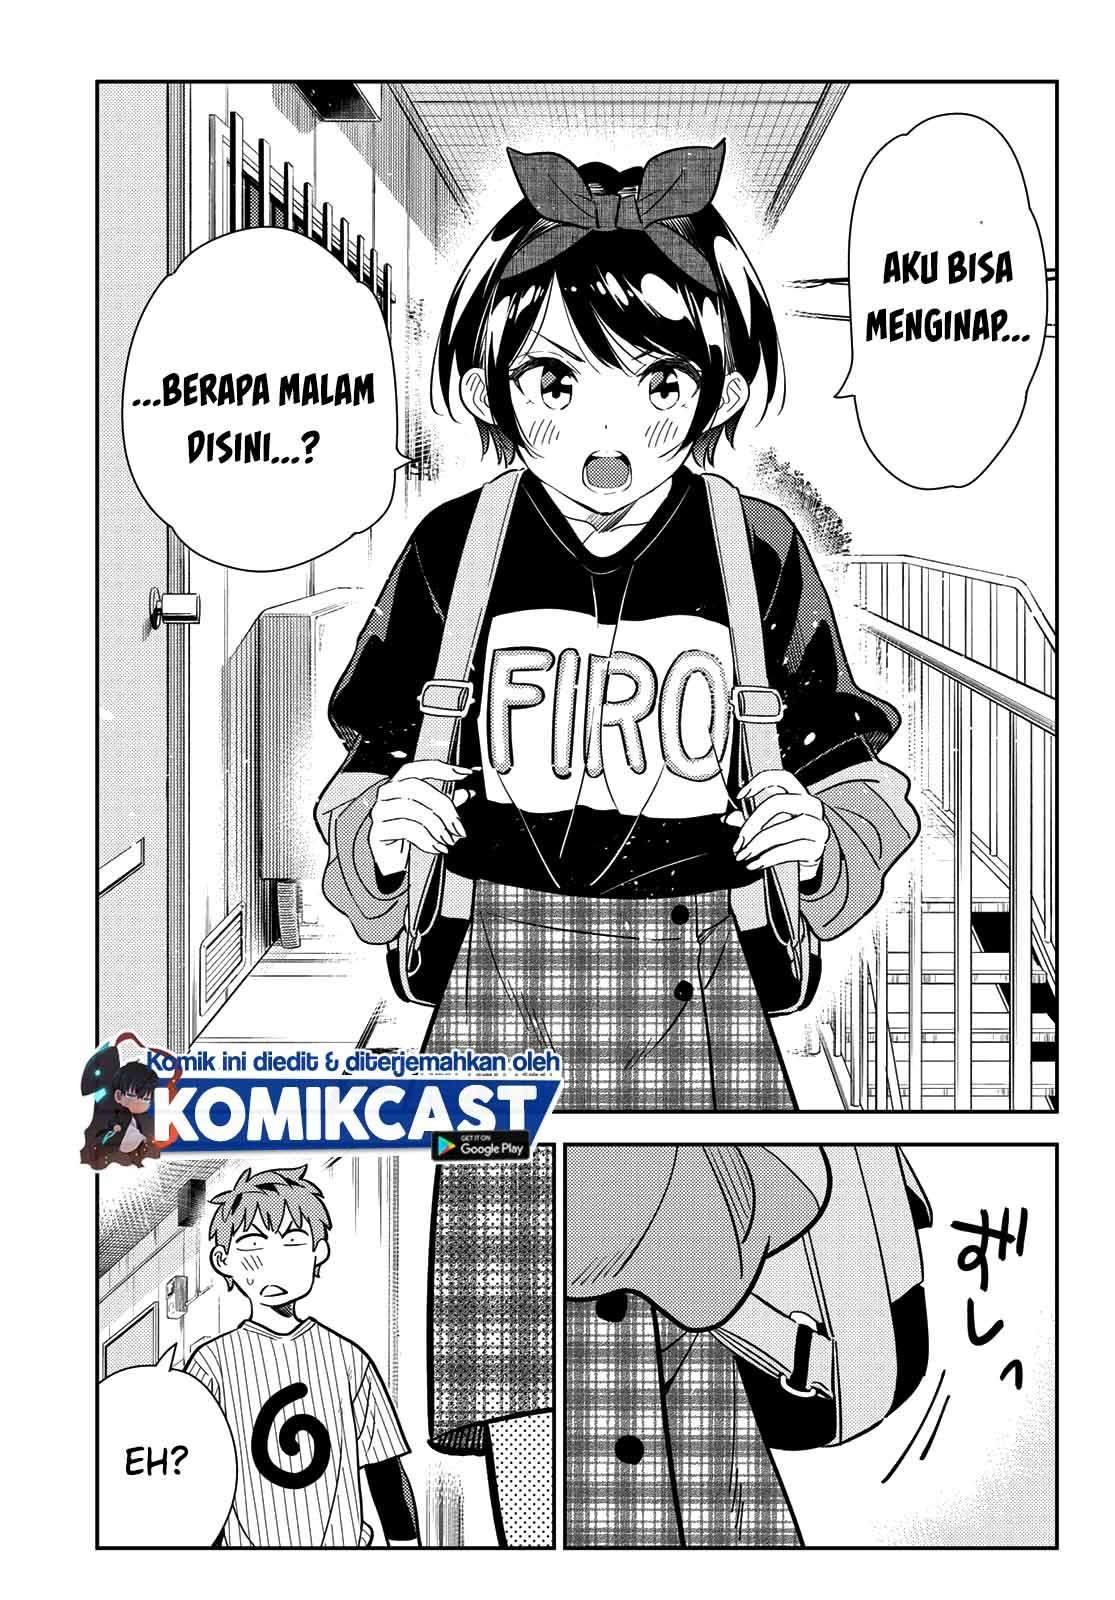 AKU BISA
MENGINAP...
...BERAPA MALAM
DISINI...?
FIRO
Komik ini diedit & diterjemahkan oleh
KOMIKCAST
GET IT ON
Google Play
ずしっ
EH?